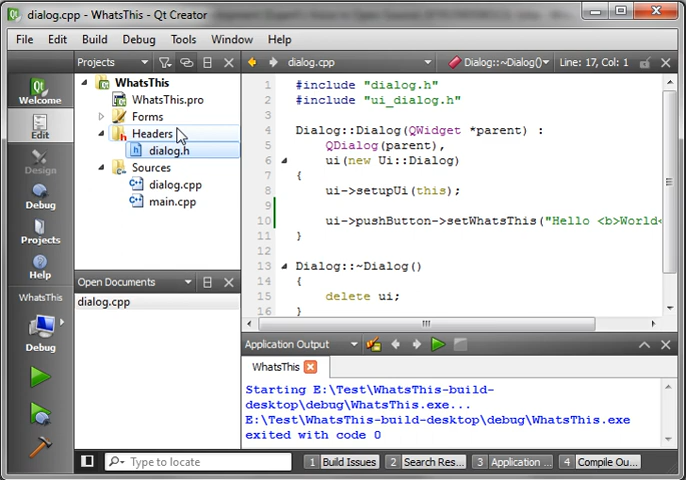 dialog.cpp - WhatsThis - Qt Creator
File Edit Build Debug Tools Window Help
Projects
dialog.cpp
Dialog::~Dialog()
Line: 17, Col: 1
Welcome
Edit
Design
Debug
Projects
Help
WhatsThis
Debug
WhatsThis
WhatsThis.pro
Forms
Headers
dialog.h
Sources
dialog.cpp
main.cpp
Open Documents
dialog.cpp
1 #include "dialog.h"
2 #include "ui_dialog.h"
3
4 Dialog::Dialog(QWidget *parent) :
5 QDialog(parent),
6 ui(new Ui::Dialog)
7 {
8 ui->setupUi(this);
9
10 ui->pushButton->setWhatsThis("Hello <b>World<
11 }
12
13 Dialog::~Dialog()
14 {
15 delete ui;
16 }
Application Output
WhatsThis
Starting E:\Test\WhatsThis-build-
desktop\debug\WhatsThis.exe...
E:\Test\WhatsThis-build-desktop\debug\WhatsThis.exe
exited with code 0
Type to locate
1 Build Issues
2 Search Res...
3 Application ...
4 Compile Ou...